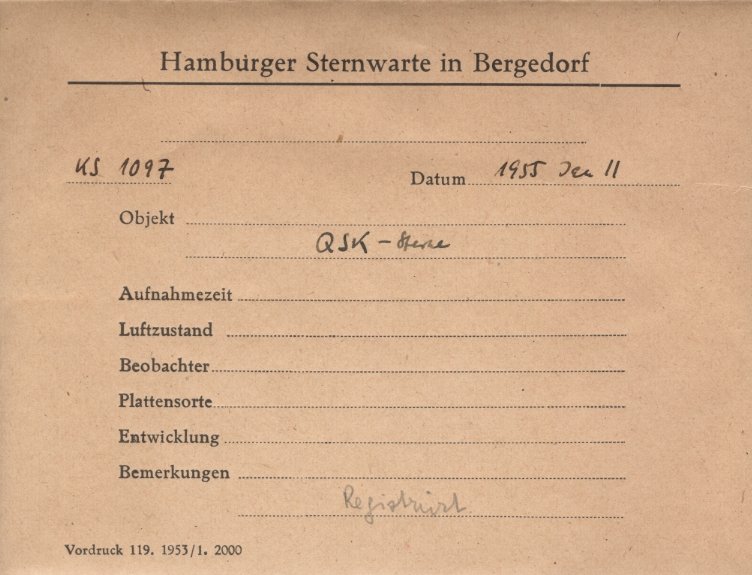 Hamburger Sternwarte in Bergedorf
KS 1097
Datum 1955 Jan 11
Objekt
QSK – Sterne
Aufnahmezeit
Luftzustand
Beobachter
Plattensorte
Entwicklung
Bemerkungen
Registriert
Vordruck 119. 1953/1. 2000